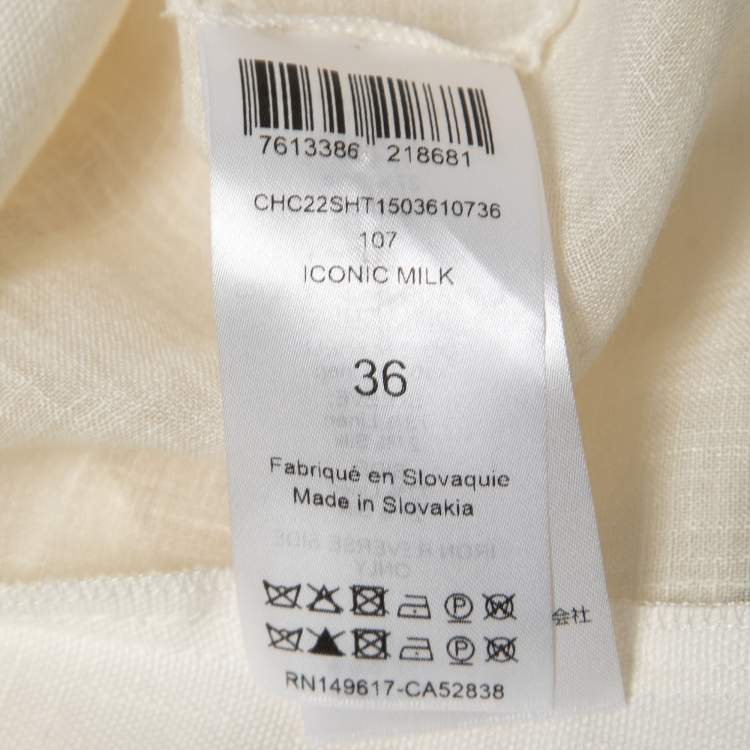 7613386 218681
CHC22SHT1503610736
107
ICONIC MILK
36
Fabriqué en Slovaquie
Made in Slovakia
RN149617-CA52838
会社